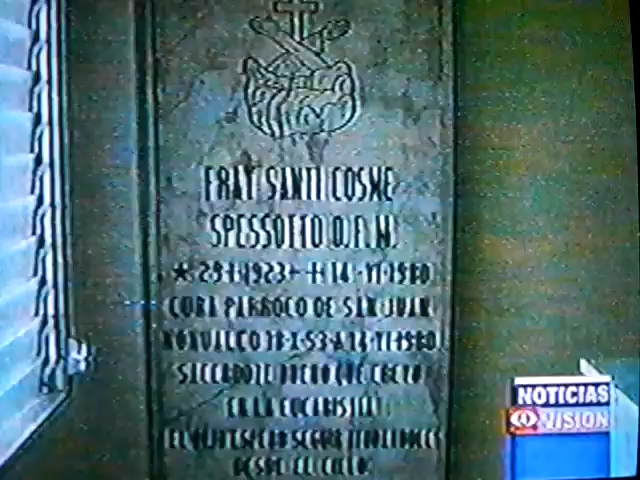 FRAY SANTI COSME
SPESSOTTO O.F.M.
★ 29-I-1923 - † 14-VI-1980
CURA PARROCO DE SAN JUAN
NONUALCO 18-X-53 A 14-VI-1980
SACERDOTE
EN LA EUCARISTIA
DESDE EL CIELO
NOTICIAS
VISION